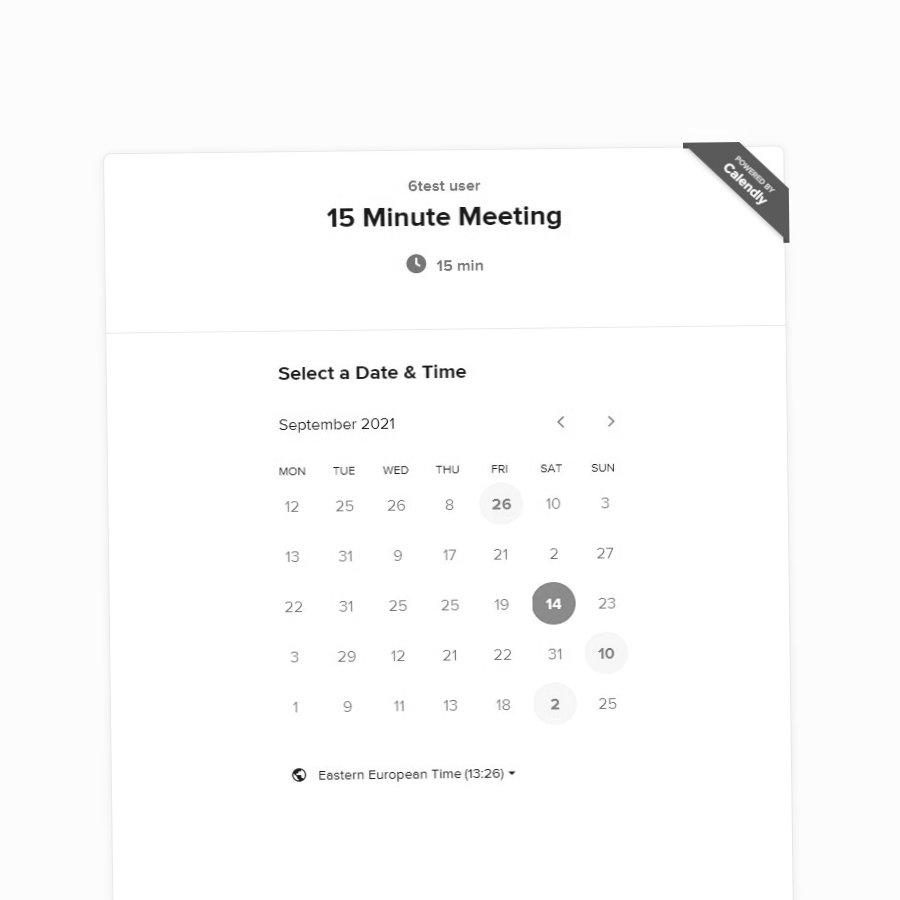 POWERED BY
Calendly
6test user
15 Minute Meeting
15 min
Select a Date & Time
September 2021
MON TUE WED THU FRI SAT SUN
12 25 26 8 26 10 3
13 31 9 17 21 2 27
22 31 25 25 19 14 23
3 29 12 21 22 31 10
1 9 11 13 18 2 25
Eastern European Time (13:26)